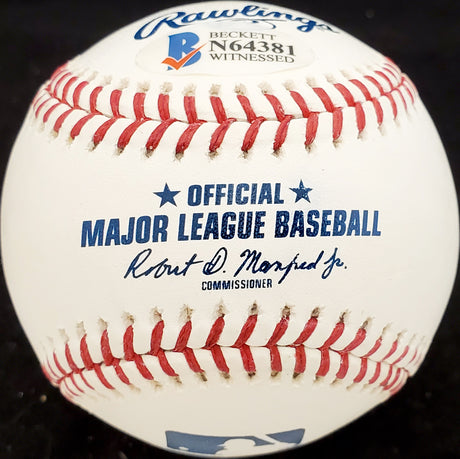 Rawlings
BECKETT
N64381
WITNESSED
OFFICIAL
MAJOR LEAGUE BASEBALL
Robert D. Manfred Jr.
COMMISSIONER